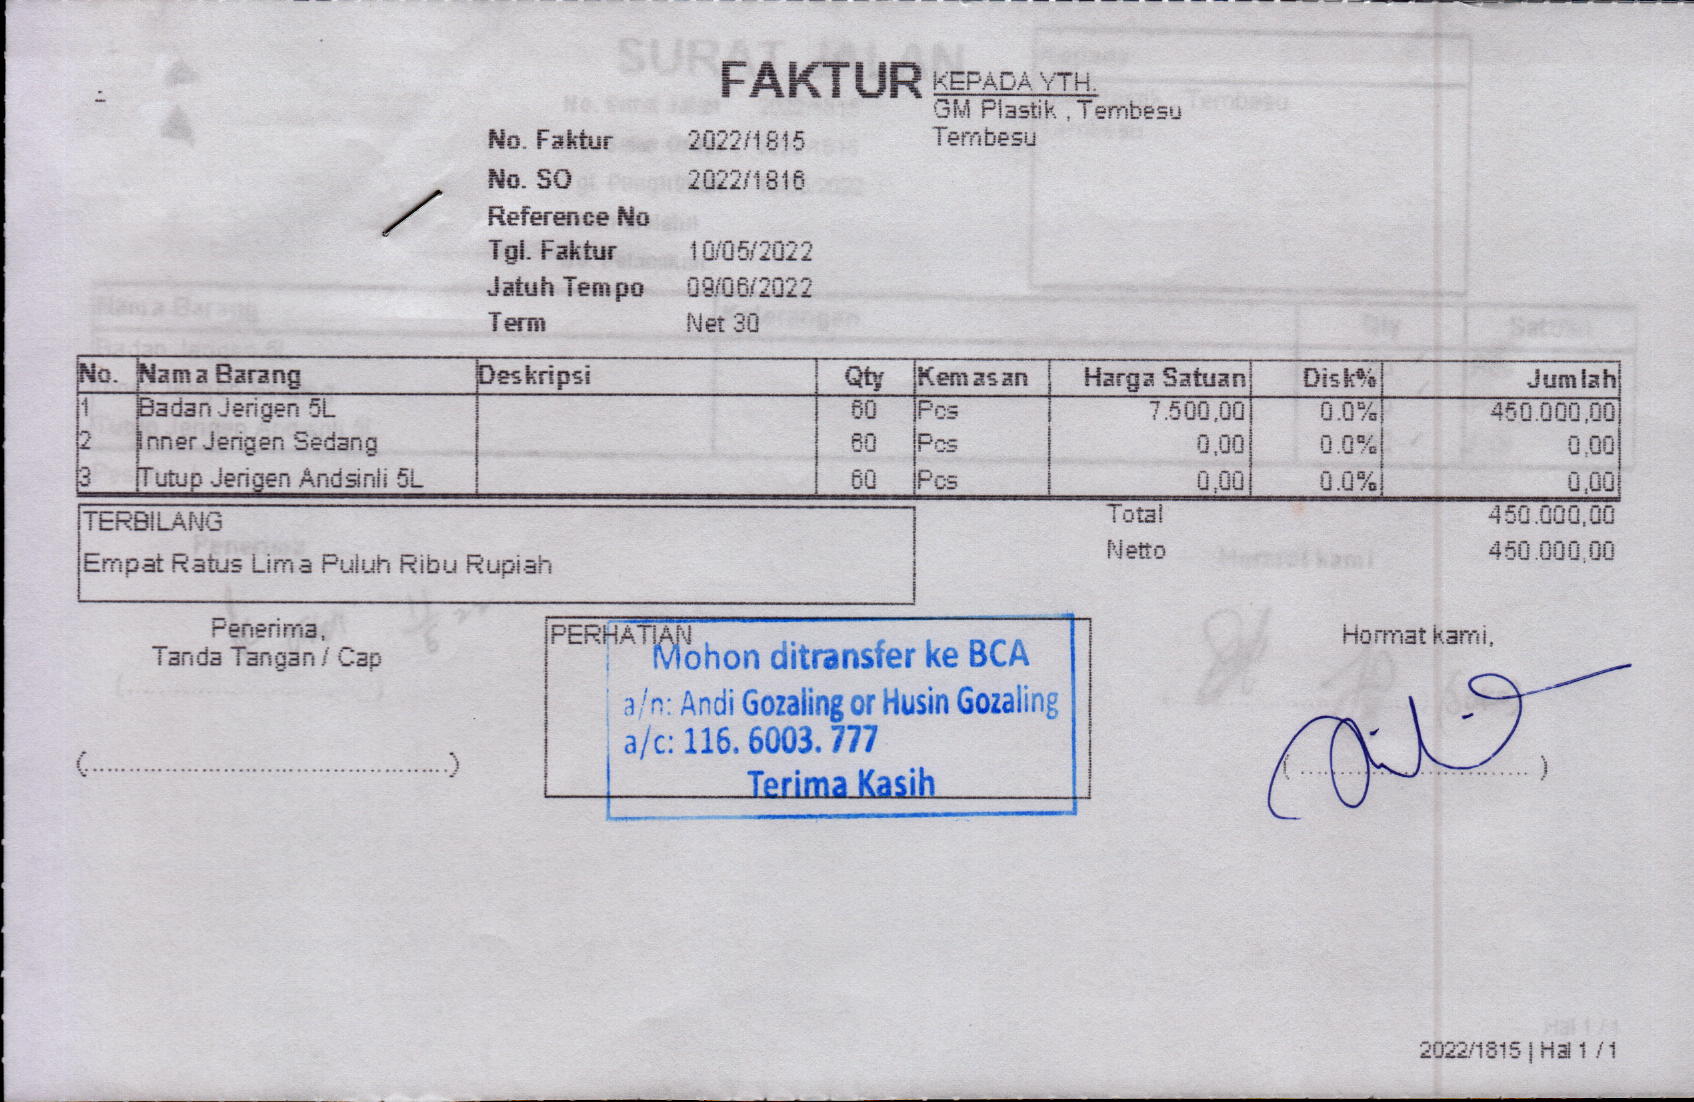 FAKTUR
KEPADA YTH.
GM Plastik , Tembesu
Tembesu
No. Faktur 2022/1815
No. SO 2022/1816
Reference No
Tgl. Faktur 10/05/2022
Jatuh Tempo 09/06/2022
Term Net 30
No. Nama Barang Deskripsi Qty Kemasan Harga Satuan Disk% Jumlah
1 Badan Jerigen 5L 60 Pcs 7.500,00 0.0% 450.000,00
2 Inner Jerigen Sedang 60 Pcs 0,00 0.0% 0,00
3 Tutup Jerigen Andsinli 5L 60 Pcs 0,00 0.0% 0,00
TERBILANG
Empat Ratus Lima Puluh Ribu Rupiah
Total 450.000,00
Netto 450.000,00
Penerima,
Tanda Tangan / Cap
(....................................................)
PERHATIAN
Mohon ditransfer ke BCA
a/n: Andi Gozaling or Husin Gozaling
a/c: 116. 6003. 777
Terima Kasih
Hormat kami,
(..................................)
2022/1815 | Hal 1 / 1